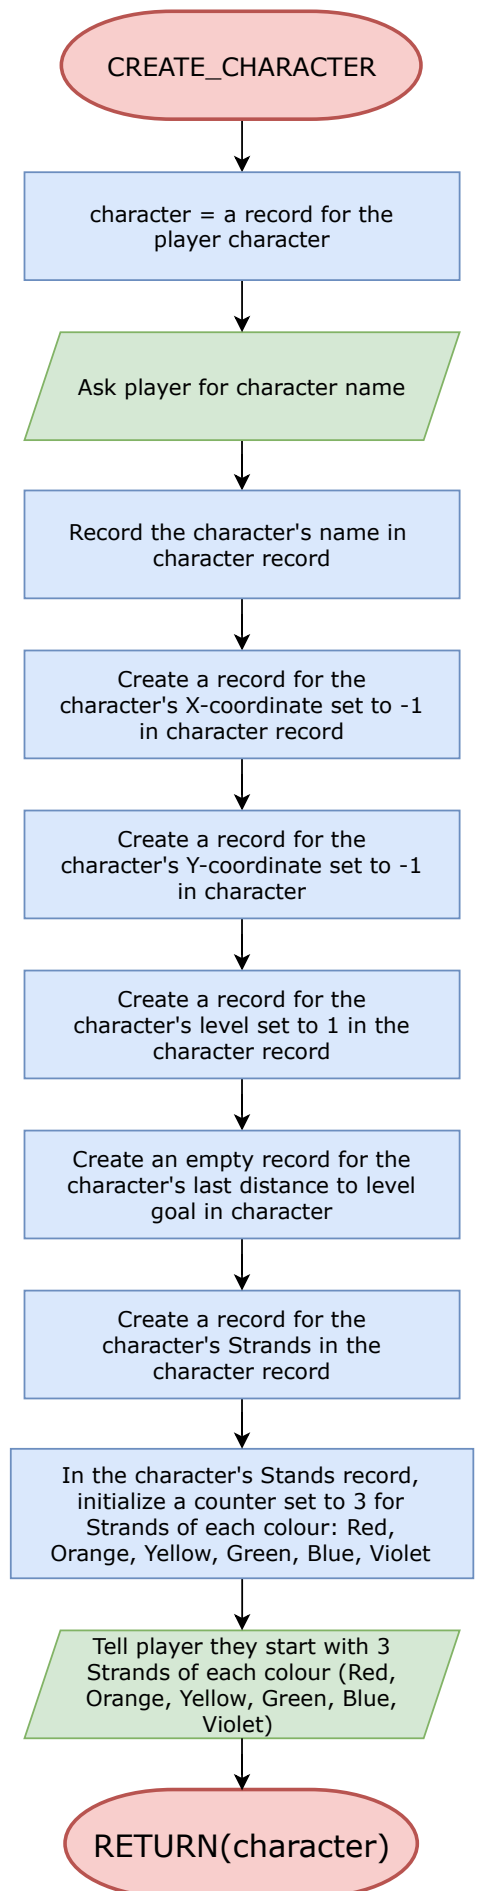 CREATE_CHARACTER
character = a record for the
player character
Ask player for character name
Record the character's name in
character record
Create a record for the
character's X-coordinate set to -1
in character record
Create a record for the
character's Y-coordinate set to -1
in character
Create a record for the
character's level set to 1 in the
character record
Create an empty record for the
character's last distance to level
goal in character
Create a record for the
character's Strands in the
character record
In the character's Stands record,
initialize a counter set to 3 for
Strands of each colour: Red,
Orange, Yellow, Green, Blue, Violet
Tell player they start with 3
Strands of each colour (Red,
Orange, Yellow, Green, Blue,
Violet)
RETURN(character)